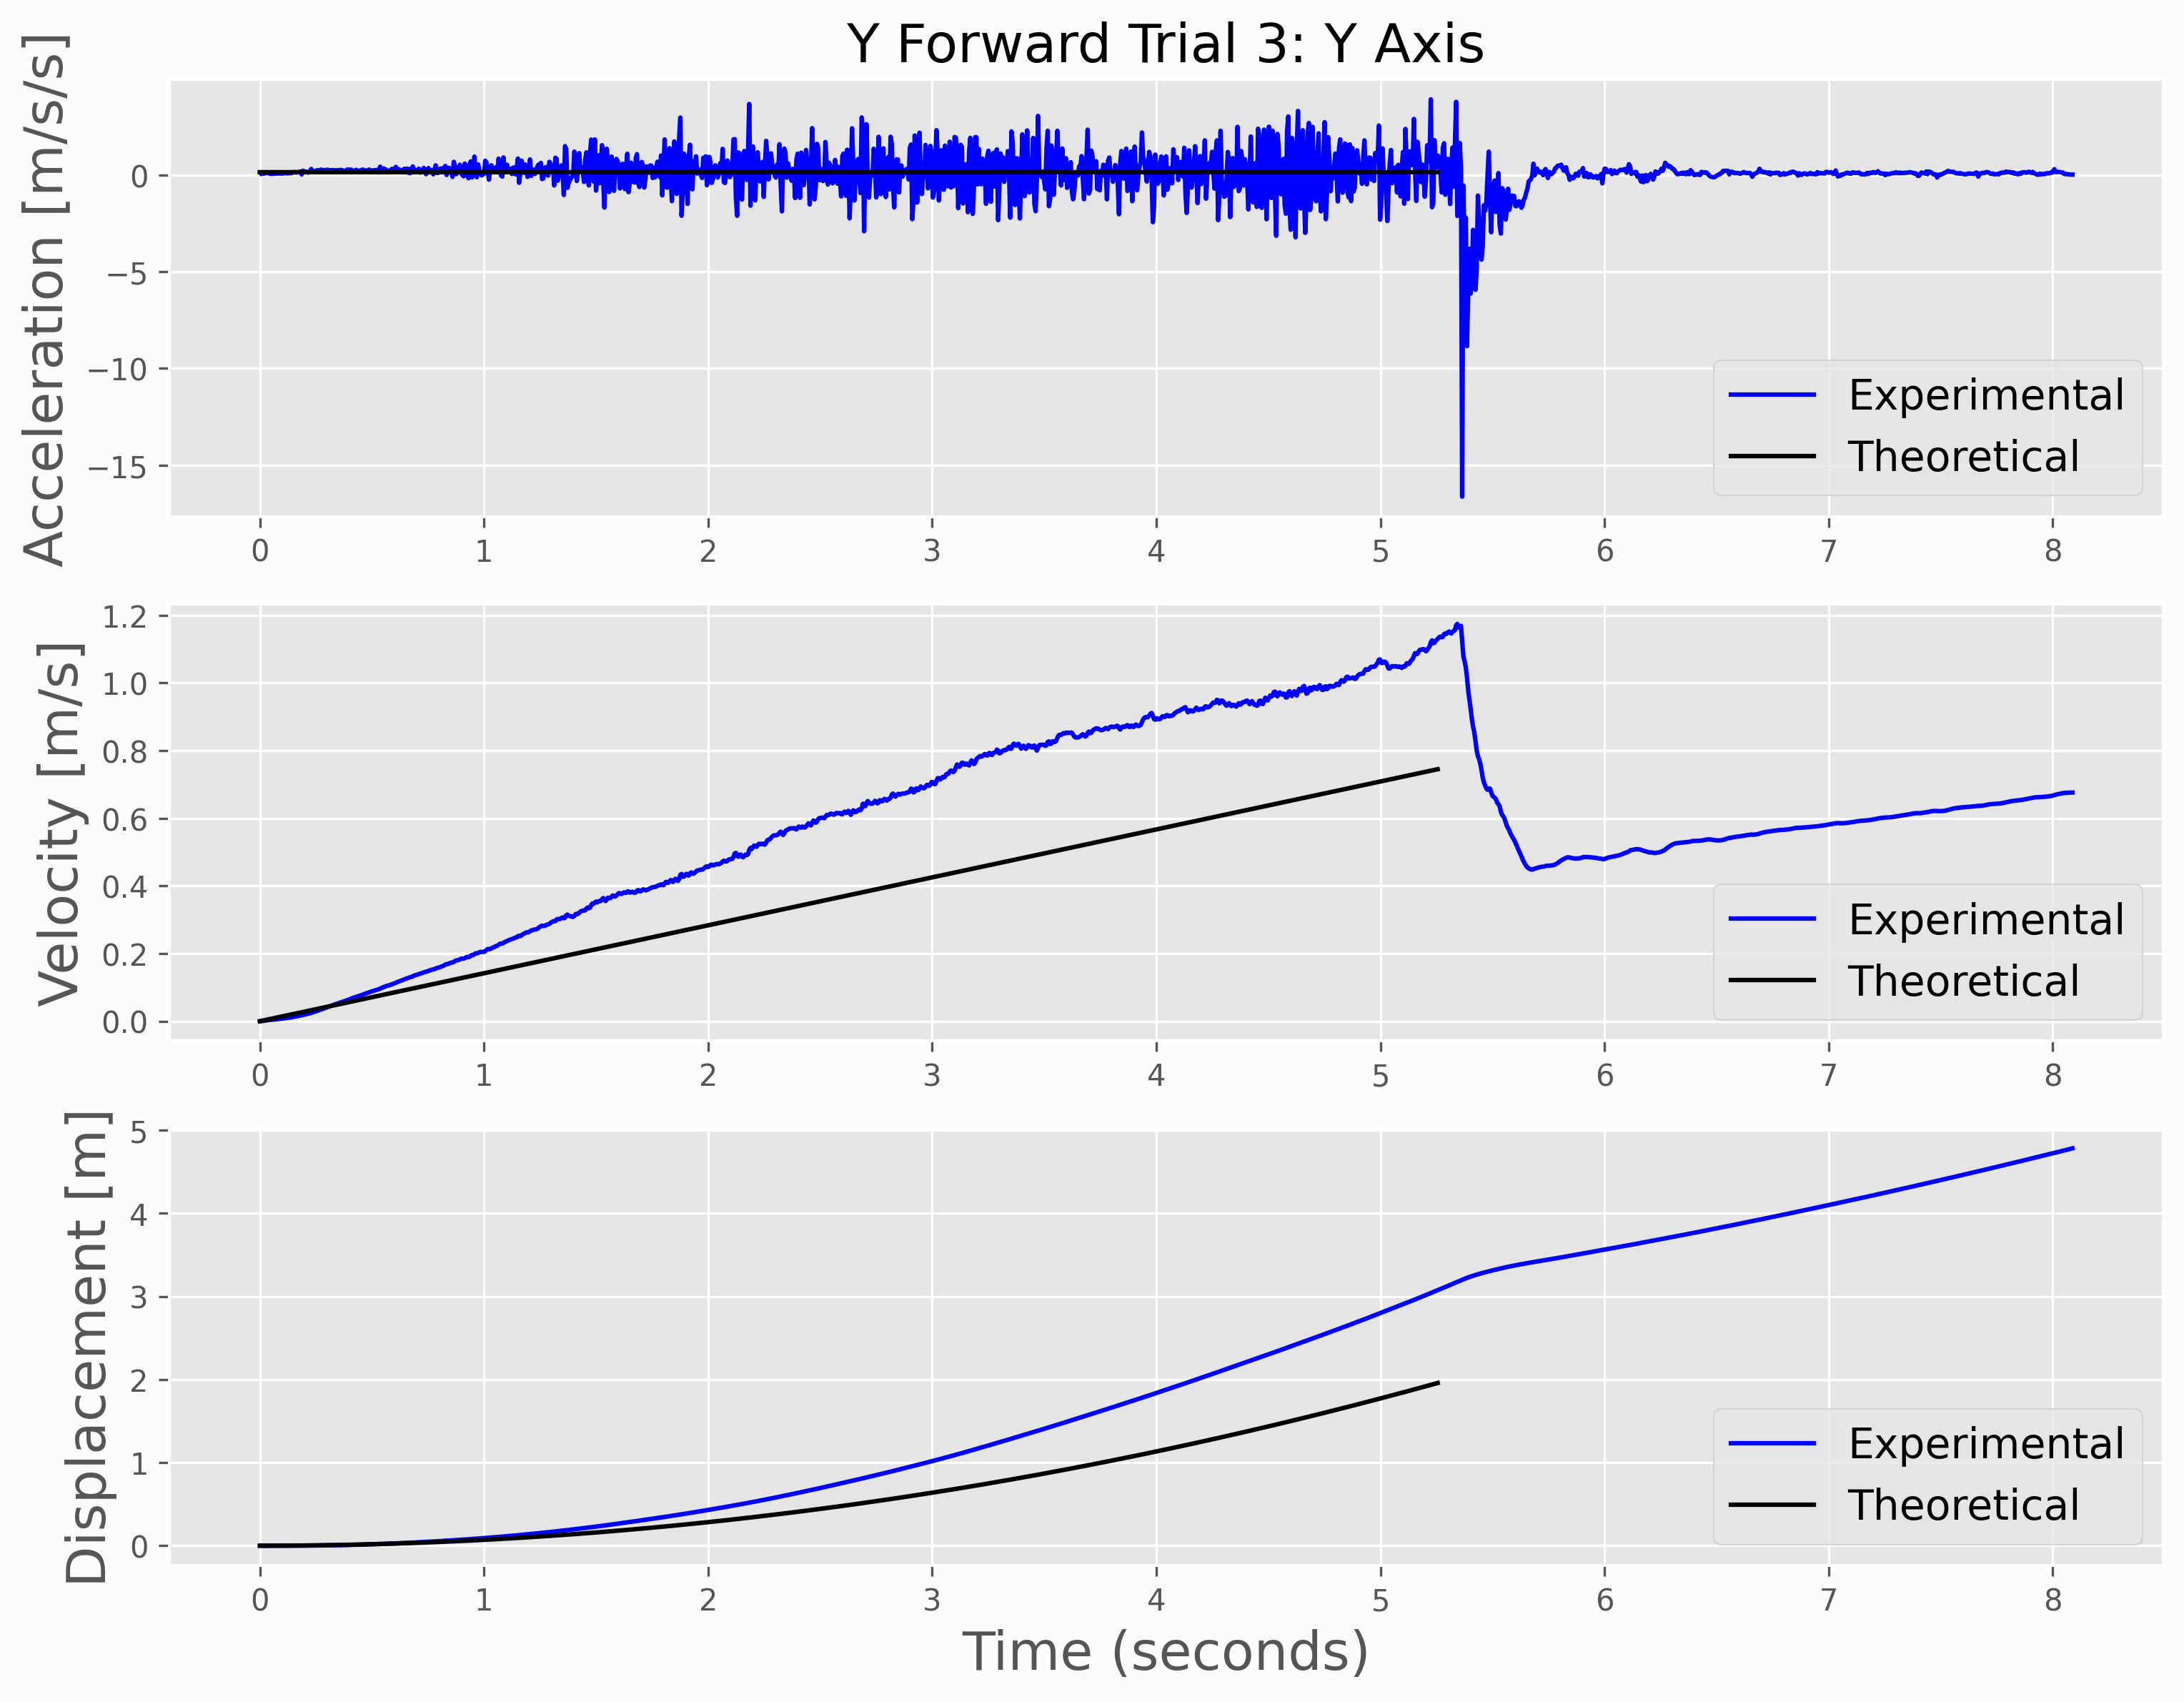 Y Forward Trial 3: Y Axis
Acceleration [m/s/s]
0
−5
−10
−15
Experimental
Theoretical
0 1 2 3 4 5 6 7 8
Velocity [m/s]
1.2
1.0
0.8
0.6
0.4
0.2
0.0
Experimental
Theoretical
0 1 2 3 4 5 6 7 8
Displacement [m]
5
4
3
2
1
0
Experimental
Theoretical
0 1 2 3 4 5 6 7 8
Time (seconds)